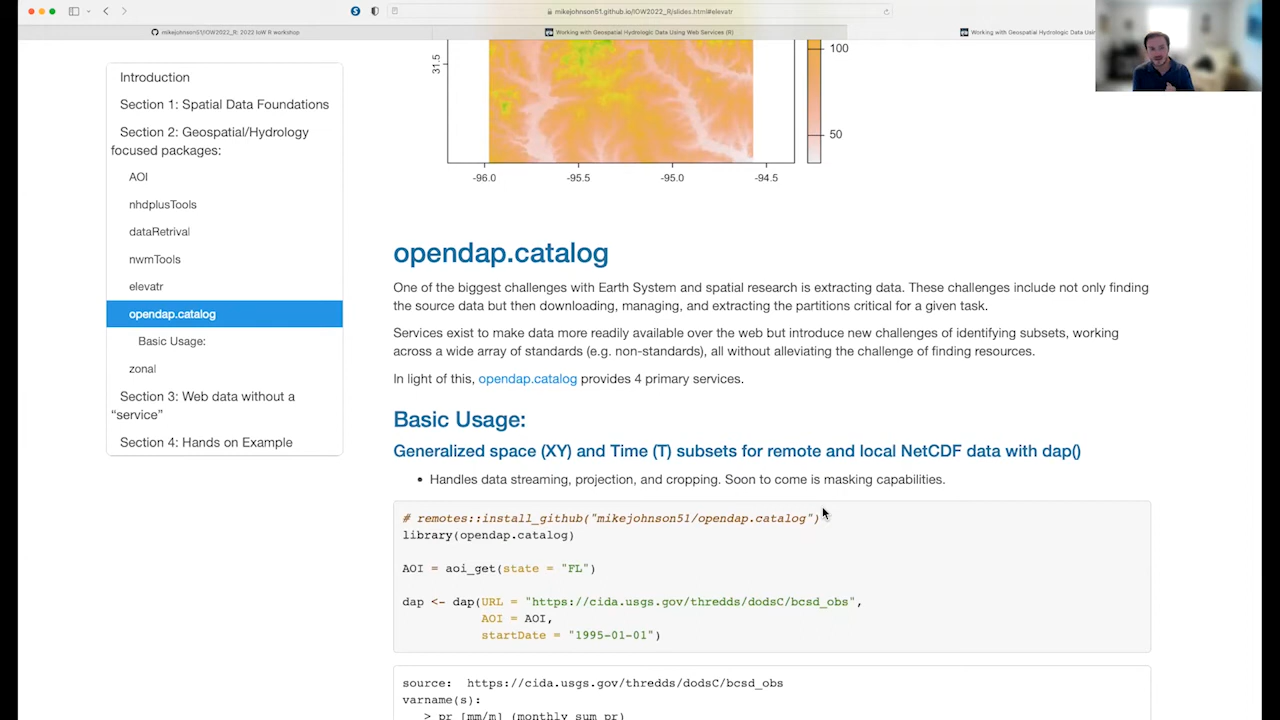 mikejohnson51.github.io/IOW2022_R/slides.html#elevatr
mikejohnson51/IOW2022_R: 2022 IoW R workshop
Working with Geospatial Hydrologic Data Using Web Services (R)
Working with Geospatial Hydrologic Data Usin
Introduction
Section 1: Spatial Data Foundations
Section 2: Geospatial/Hydrology
focused packages:
AOI
nhdplusTools
dataRetrival
nwmTools
elevatr
opendap.catalog
Basic Usage:
zonal
Section 3: Web data without a
“service”
Section 4: Hands on Example
31.5
100
50
-96.0
-95.5
-95.0
-94.5
opendap.catalog
One of the biggest challenges with Earth System and spatial research is extracting data. These challenges include not only finding
the source data but then downloading, managing, and extracting the partitions critical for a given task.
Services exist to make data more readily available over the web but introduce new challenges of identifying subsets, working
across a wide array of standards (e.g. non-standards), all without alleviating the challenge of finding resources.
In light of this, opendap.catalog provides 4 primary services.
Basic Usage:
Generalized space (XY) and Time (T) subsets for remote and local NetCDF data with dap()
• Handles data streaming, projection, and cropping. Soon to come is masking capabilities.
# remotes::install_github("mikejohnson51/opendap.catalog")
library(opendap.catalog)
AOI = aoi_get(state = "FL")
dap <- dap(URL = "https://cida.usgs.gov/thredds/dodsC/bcsd_obs",
AOI = AOI,
startDate = "1995-01-01")
source: https://cida.usgs.gov/thredds/dodsC/bcsd_obs
varname(s):
> pr [mm/m] (monthly_sum_pr)